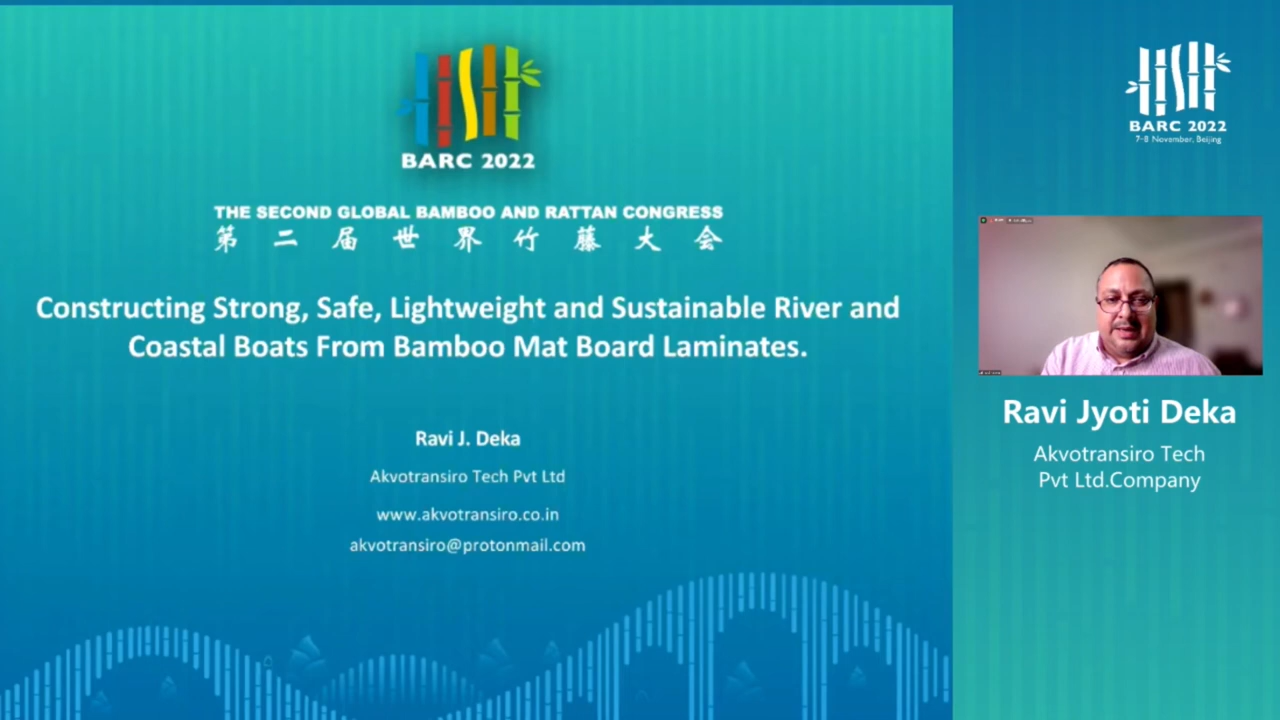 BARC 2022
THE SECOND GLOBAL BAMBOO AND RATTAN CONGRESS
第二届世界竹藤大会
Constructing Strong, Safe, Lightweight and Sustainable River and
Coastal Boats From Bamboo Mat Board Laminates.
Ravi J. Deka
Akvotransiro Tech Pvt Ltd
www.akvotransiro.co.in
akvotransiro@protonmail.com
BARC 2022
7-8 November, Beijing
Ravi Jyoti Deka
Akvotransiro Tech
Pvt Ltd.Company